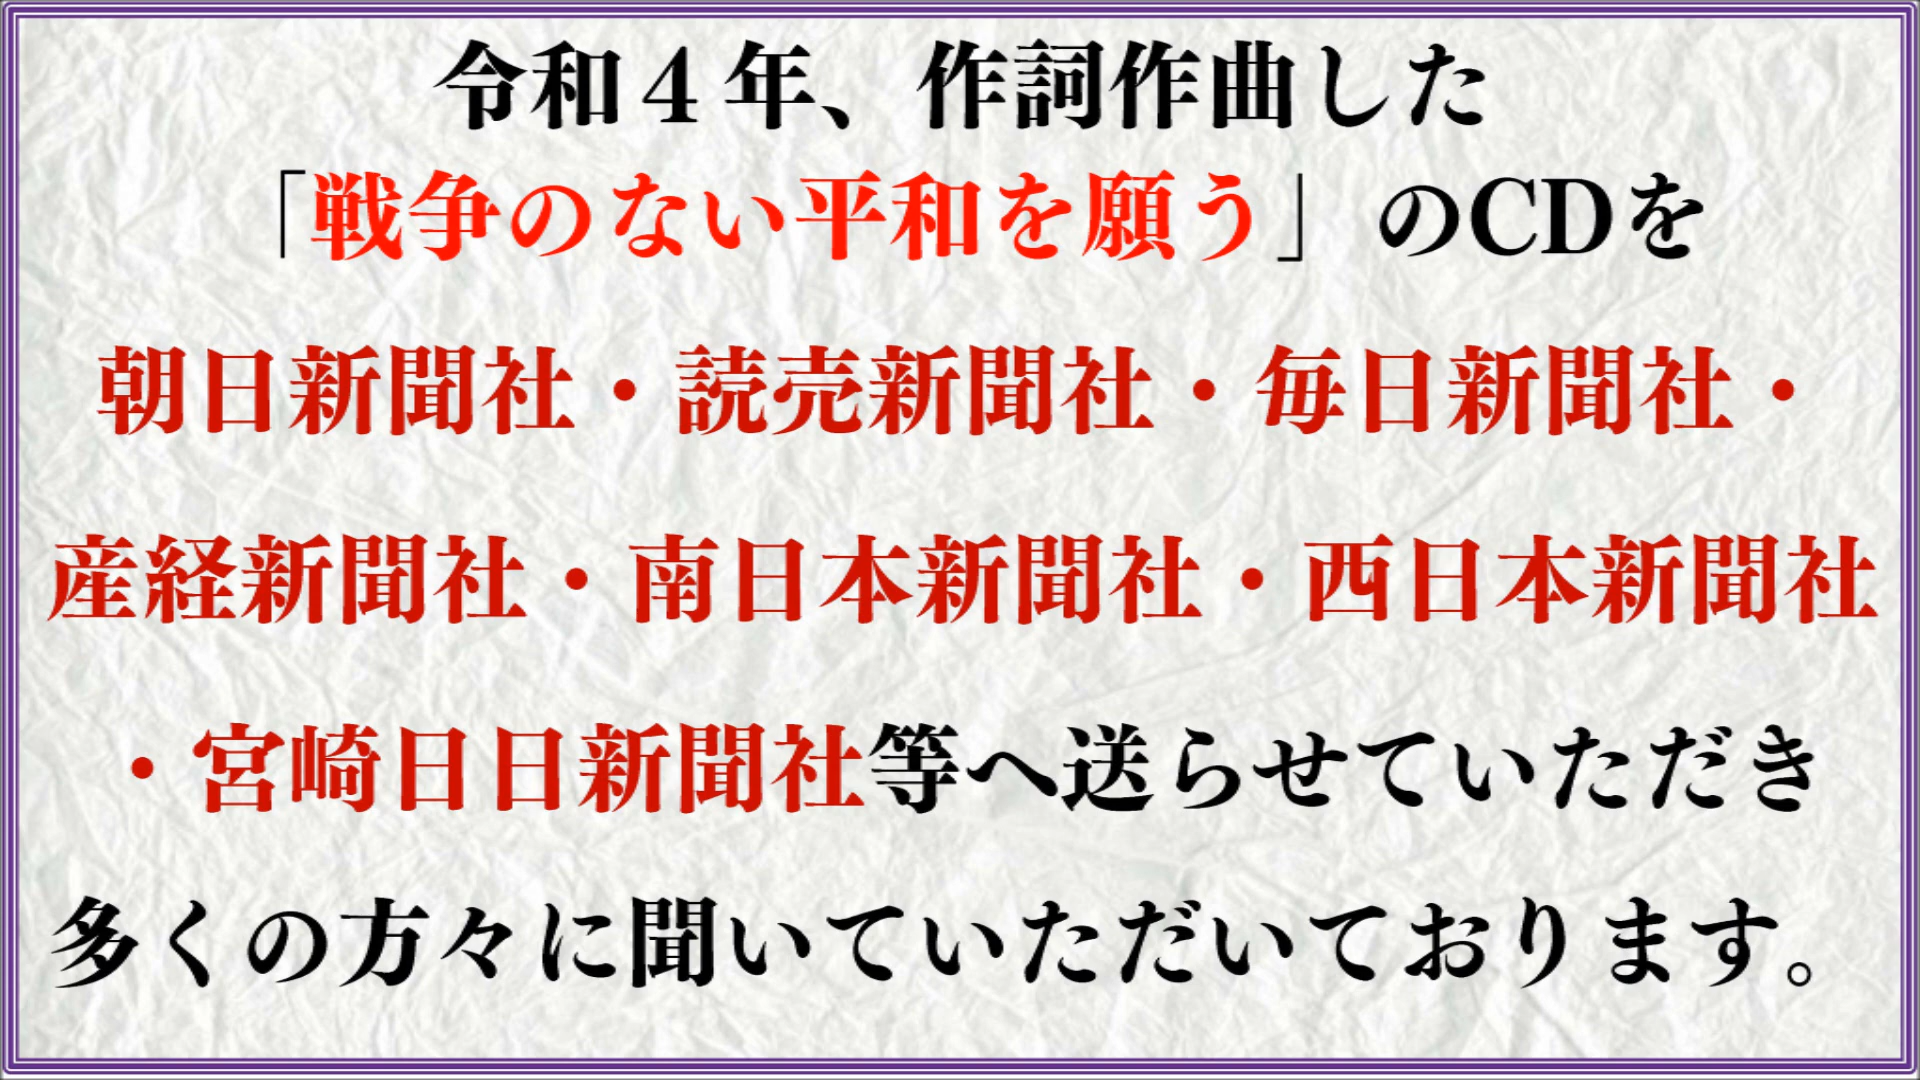 令和４年、作詞作曲した
「戦争のない平和を願う」のCDを
朝日新聞社・読売新聞社・毎日新聞社・
産経新聞社・南日本新聞社・西日本新聞社
・宮崎日日新聞社等へ送らせていただき
多くの方々に聞いていただいております。